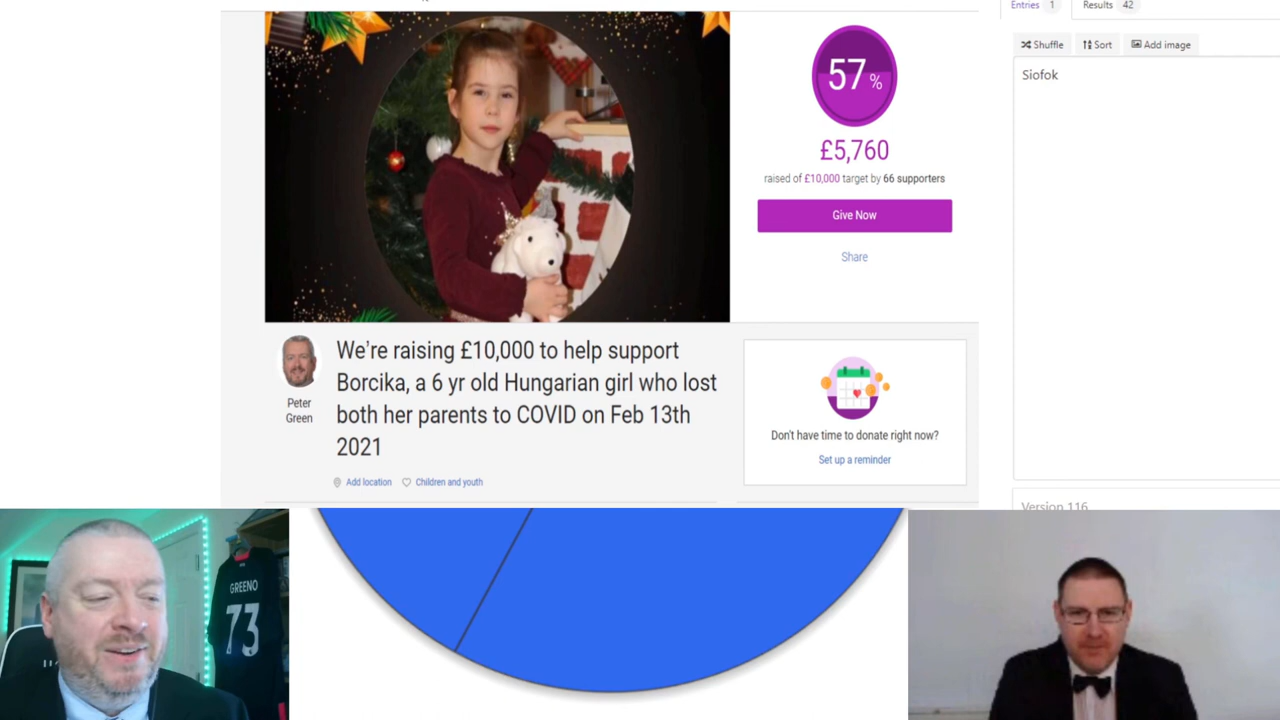 Entries 1
Results 42
Shuffle
Sort
Add image
Siofok
57 %
£5,760
raised of £10,000 target by 66 supporters
Give Now
Share
Peter
Green
We're raising £10,000 to help support
Borcika, a 6 yr old Hungarian girl who lost
both her parents to COVID on Feb 13th
2021
Add location
Children and youth
Don't have time to donate right now?
Set up a reminder
Version 116
GREENO
73